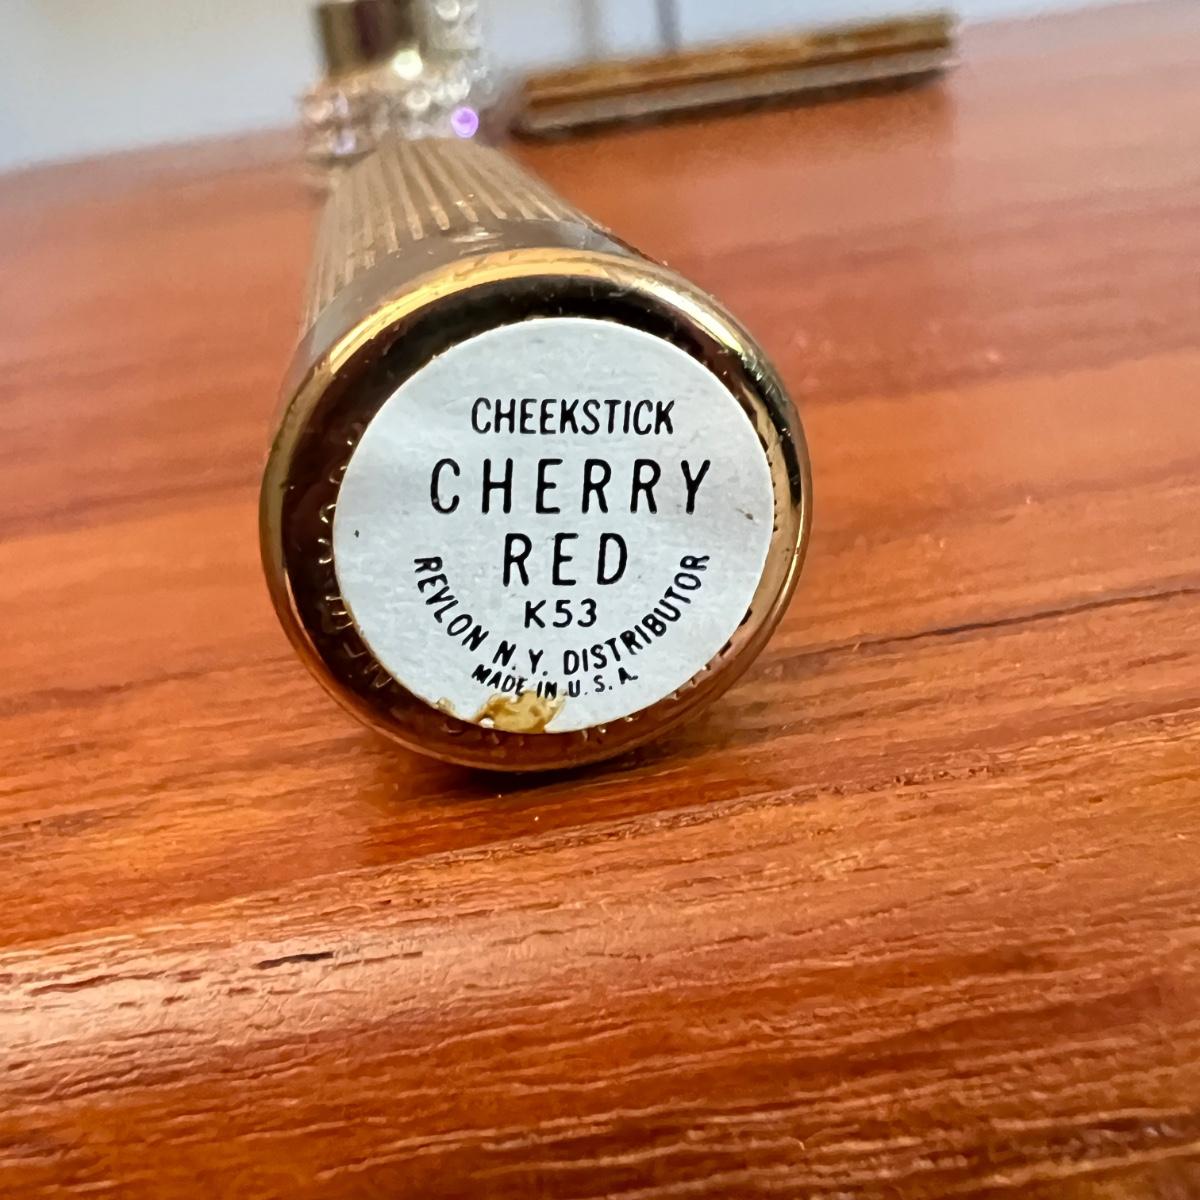 CHEEKSTICK
CHERRY
RED
K53
REVLON N.Y. DISTRIBUTOR
MADE IN U.S.A.